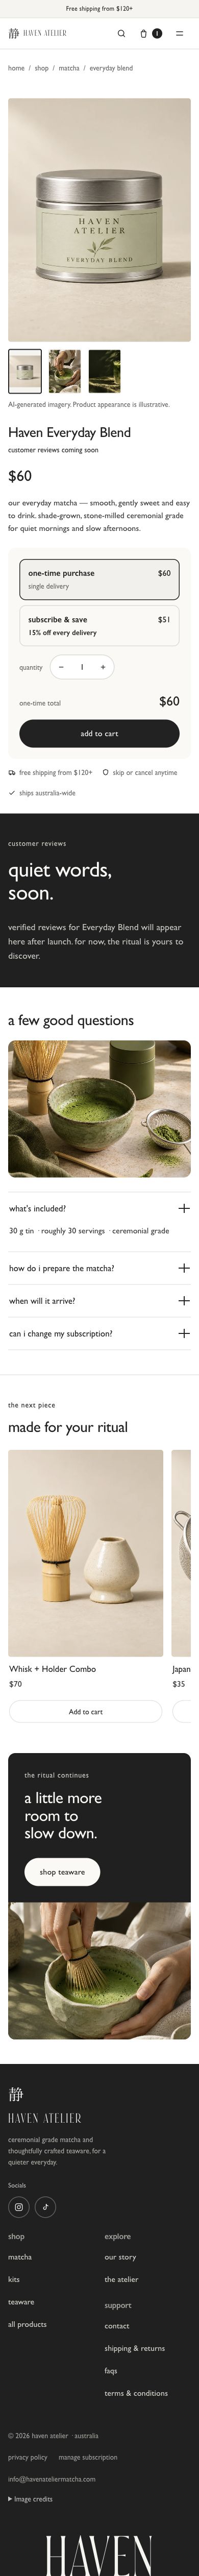 Free shipping from $120+
静 HAVEN ATELIER
1
home / shop / matcha / everyday blend
HAVEN
ATELIER
EVERYDAY BLEND
AI-generated imagery. Product appearance is illustrative.
Haven Everyday Blend
customer reviews coming soon
$60
our everyday matcha — smooth, gently sweet and easy
to drink. shade-grown, stone-milled ceremonial grade
for quiet mornings and slow afternoons.
one-time purchase $60
single delivery
subscribe & save $51
15% off every delivery
quantity − 1 +
one-time total $60
add to cart
free shipping from $120+ skip or cancel anytime
ships australia-wide
customer reviews
quiet words,
soon.
verified reviews for Everyday Blend will appear
here after launch. for now, the ritual is yours to
discover.
a few good questions
what's included?
30 g tin · roughly 30 servings · ceremonial grade
how do i prepare the matcha?
when will it arrive?
can i change my subscription?
the next piece
made for your ritual
Whisk + Holder Combo
$70
Add to cart
Japan
$35
the ritual continues
a little more
room to
slow down.
shop teaware
静
HAVEN ATELIER
ceremonial grade matcha and
thoughtfully crafted teaware, for a
quieter everyday.
Socials
shop
matcha
kits
teaware
all products
explore
our story
the atelier
support
contact
shipping & returns
faqs
terms & conditions
© 2026 haven atelier · australia
privacy policy manage subscription
info@havenateliermatcha.com
Image credits
HAVEN